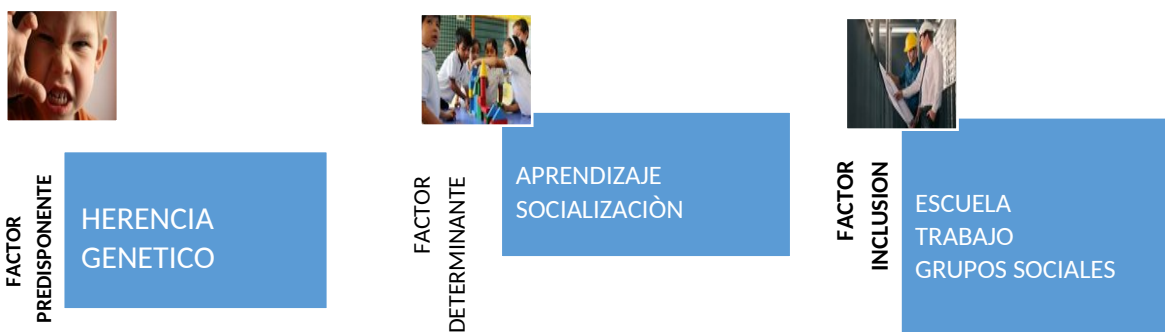 FACTOR
PREDISPONENTE
HERENCIA
GENETICO
FACTOR
DETERMINANTE
APRENDIZAJE
SOCIALIZACIÒN
FACTOR
INCLUSION
ESCUELA
TRABAJO
GRUPOS SOCIALES